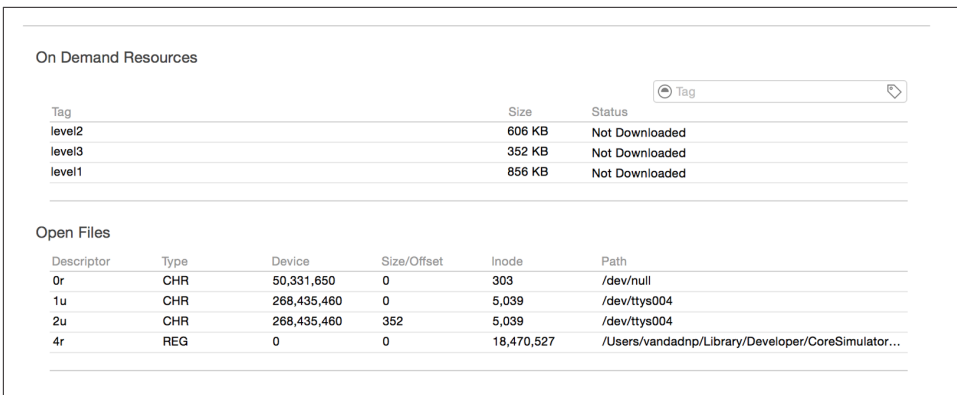 On Demand Resources
Tag
Tag Size Status
level2 606 KB Not Downloaded
level3 352 KB Not Downloaded
level1 856 KB Not Downloaded
Open Files
Descriptor Type Device Size/Offset Inode Path
0r CHR 50,331,650 0 303 /dev/null
1u CHR 268,435,460 0 5,039 /dev/ttys004
2u CHR 268,435,460 352 5,039 /dev/ttys004
4r REG 0 0 18,470,527 /Users/vandadnp/Library/Developer/CoreSimulator...